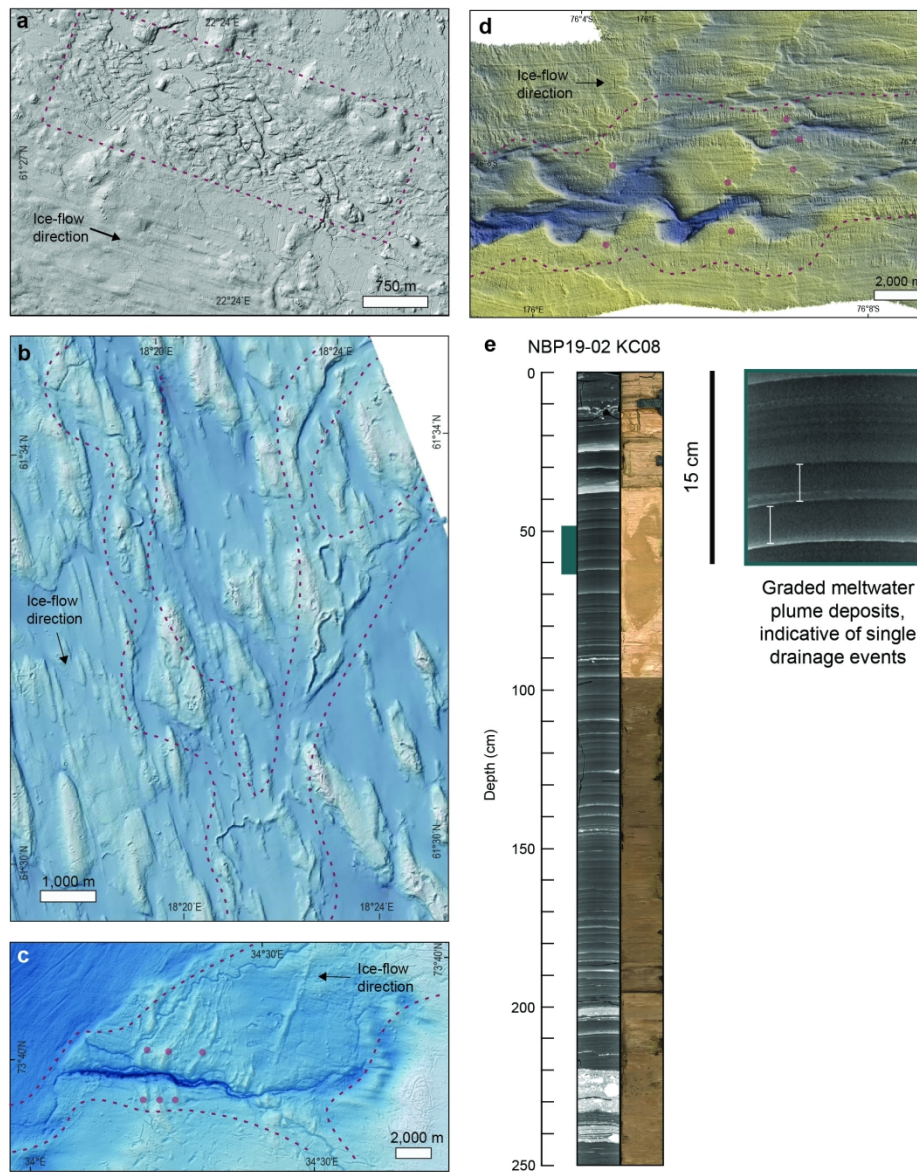 a
22°24´E
61°27´N
Ice-flow
direction
750 m
22°24´E
b
18°20´E
18°24´E
61°34´N
61°34´N
Ice-flow
direction
61°30´N
61°30´N
1,000 m
18°20´E
18°24´E
c
34°30´E
73°40´N
Ice-flow
direction
73°40´N
2,000 m
34°E
34°30´E
d
76°4´S
176°E
Ice-flow
direction
2,000 m
176°E
76°8´S
e
NBP19-02 KC08
0
50
100
150
200
250
Depth (cm)
15 cm
Graded meltwater
plume deposits,
indicative of single
drainage events